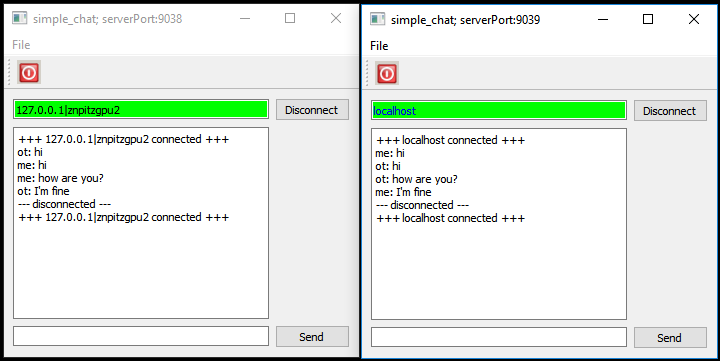 simple_chat; serverPort:9038
File
127.0.0.1|znpitzgpu2
Disconnect
+++ 127.0.0.1|znpitzgpu2 connected +++
ot: hi
me: hi
me: how are you?
ot: I'm fine
--- disconnected ---
+++ 127.0.0.1|znpitzgpu2 connected +++
Send
simple_chat; serverPort:9039
File
localhost
Disconnect
+++ localhost connected +++
me: hi
ot: hi
ot: how are you?
me: I'm fine
--- disconnected ---
+++ localhost connected +++
Send